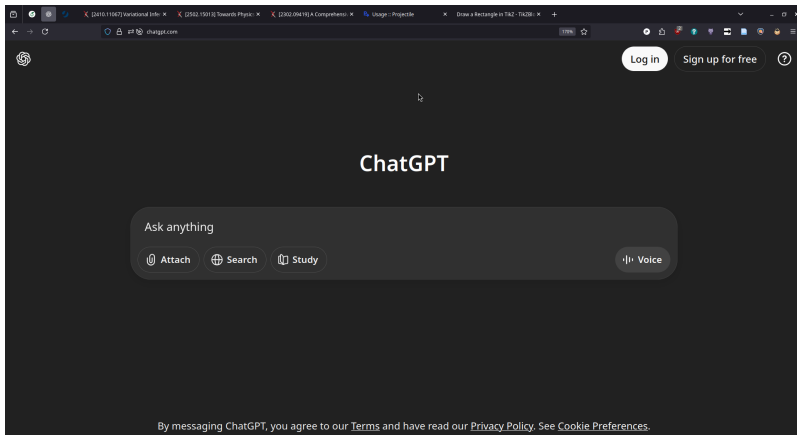 [2410.11067] Variational Infer
[2502.15013] Towards Physic
[2302.09419] A Comprehensi
Usage :: Projectile
Draw a Rectangle in TikZ - TikZBl
chatgpt.com
170%
Log in
Sign up for free
?
ChatGPT
Ask anything
Attach
Search
Study
Voice
By messaging ChatGPT, you agree to our Terms and have read our Privacy Policy. See Cookie Preferences.